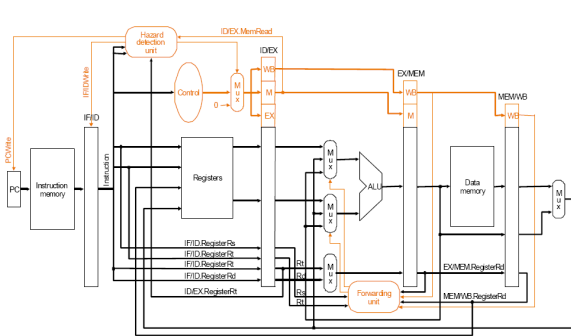 Hazard
detection
unit
ID/EX.MemRead
ID/EX
WB
M
EX
EX/MEM
WB
M
MEM/WB
WB
Control
M
u
x
0
IF/IDWrite
PCWrite
IF/ID
PC
Instruction
memory
Instruction
Registers
M
u
x
M
u
x
ALU
Data
memory
M
u
x
IF/ID.RegisterRs
IF/ID.RegisterRt
IF/ID.RegisterRt
IF/ID.RegisterRd
ID/EX.RegisterRt
Rt
Rd
Rs
Rt
M
u
x
Forwarding
unit
EX/MEM.RegisterRd
MEM/WB.RegisterRd